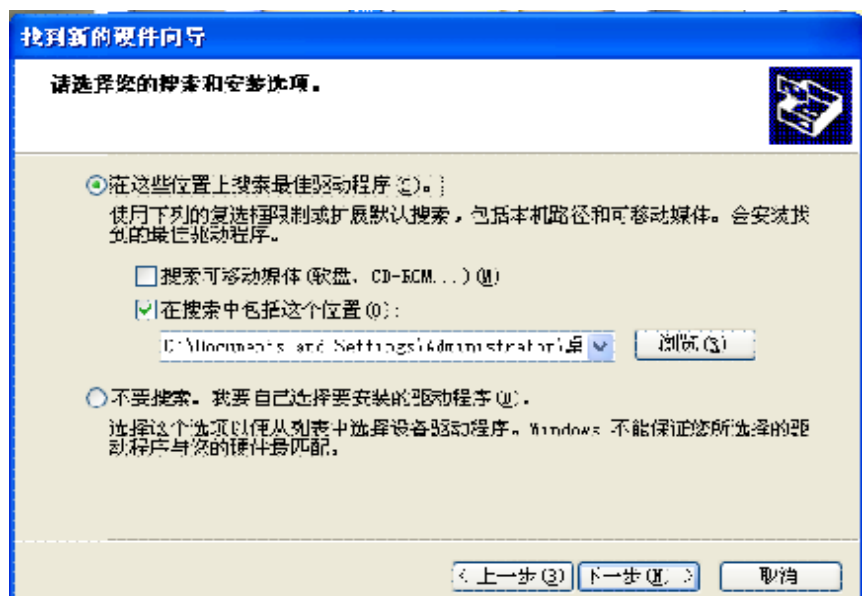 找到新的硬件向导
请选择您的搜索和安装选项。
在这些位置上搜索最佳驱动程序(S)。
使用下列的复选框限制或扩展默认搜索，包括本机路径和可移动媒体。会安装找
到的最佳驱动程序。
搜索可移动媒体(软盘、CD-ROM...)(M)
在搜索中包括这个位置(O):
C:\Documents and Settings\Administrator\桌
浏览(R)
不要搜索。我要自己选择要安装的驱动程序(D)。
选择这个选项以便从列表中选择设备驱动程序。Windows 不能保证您所选择的驱
动程序与您的硬件最匹配。
< 上一步(B) 下一步(N) > 取消